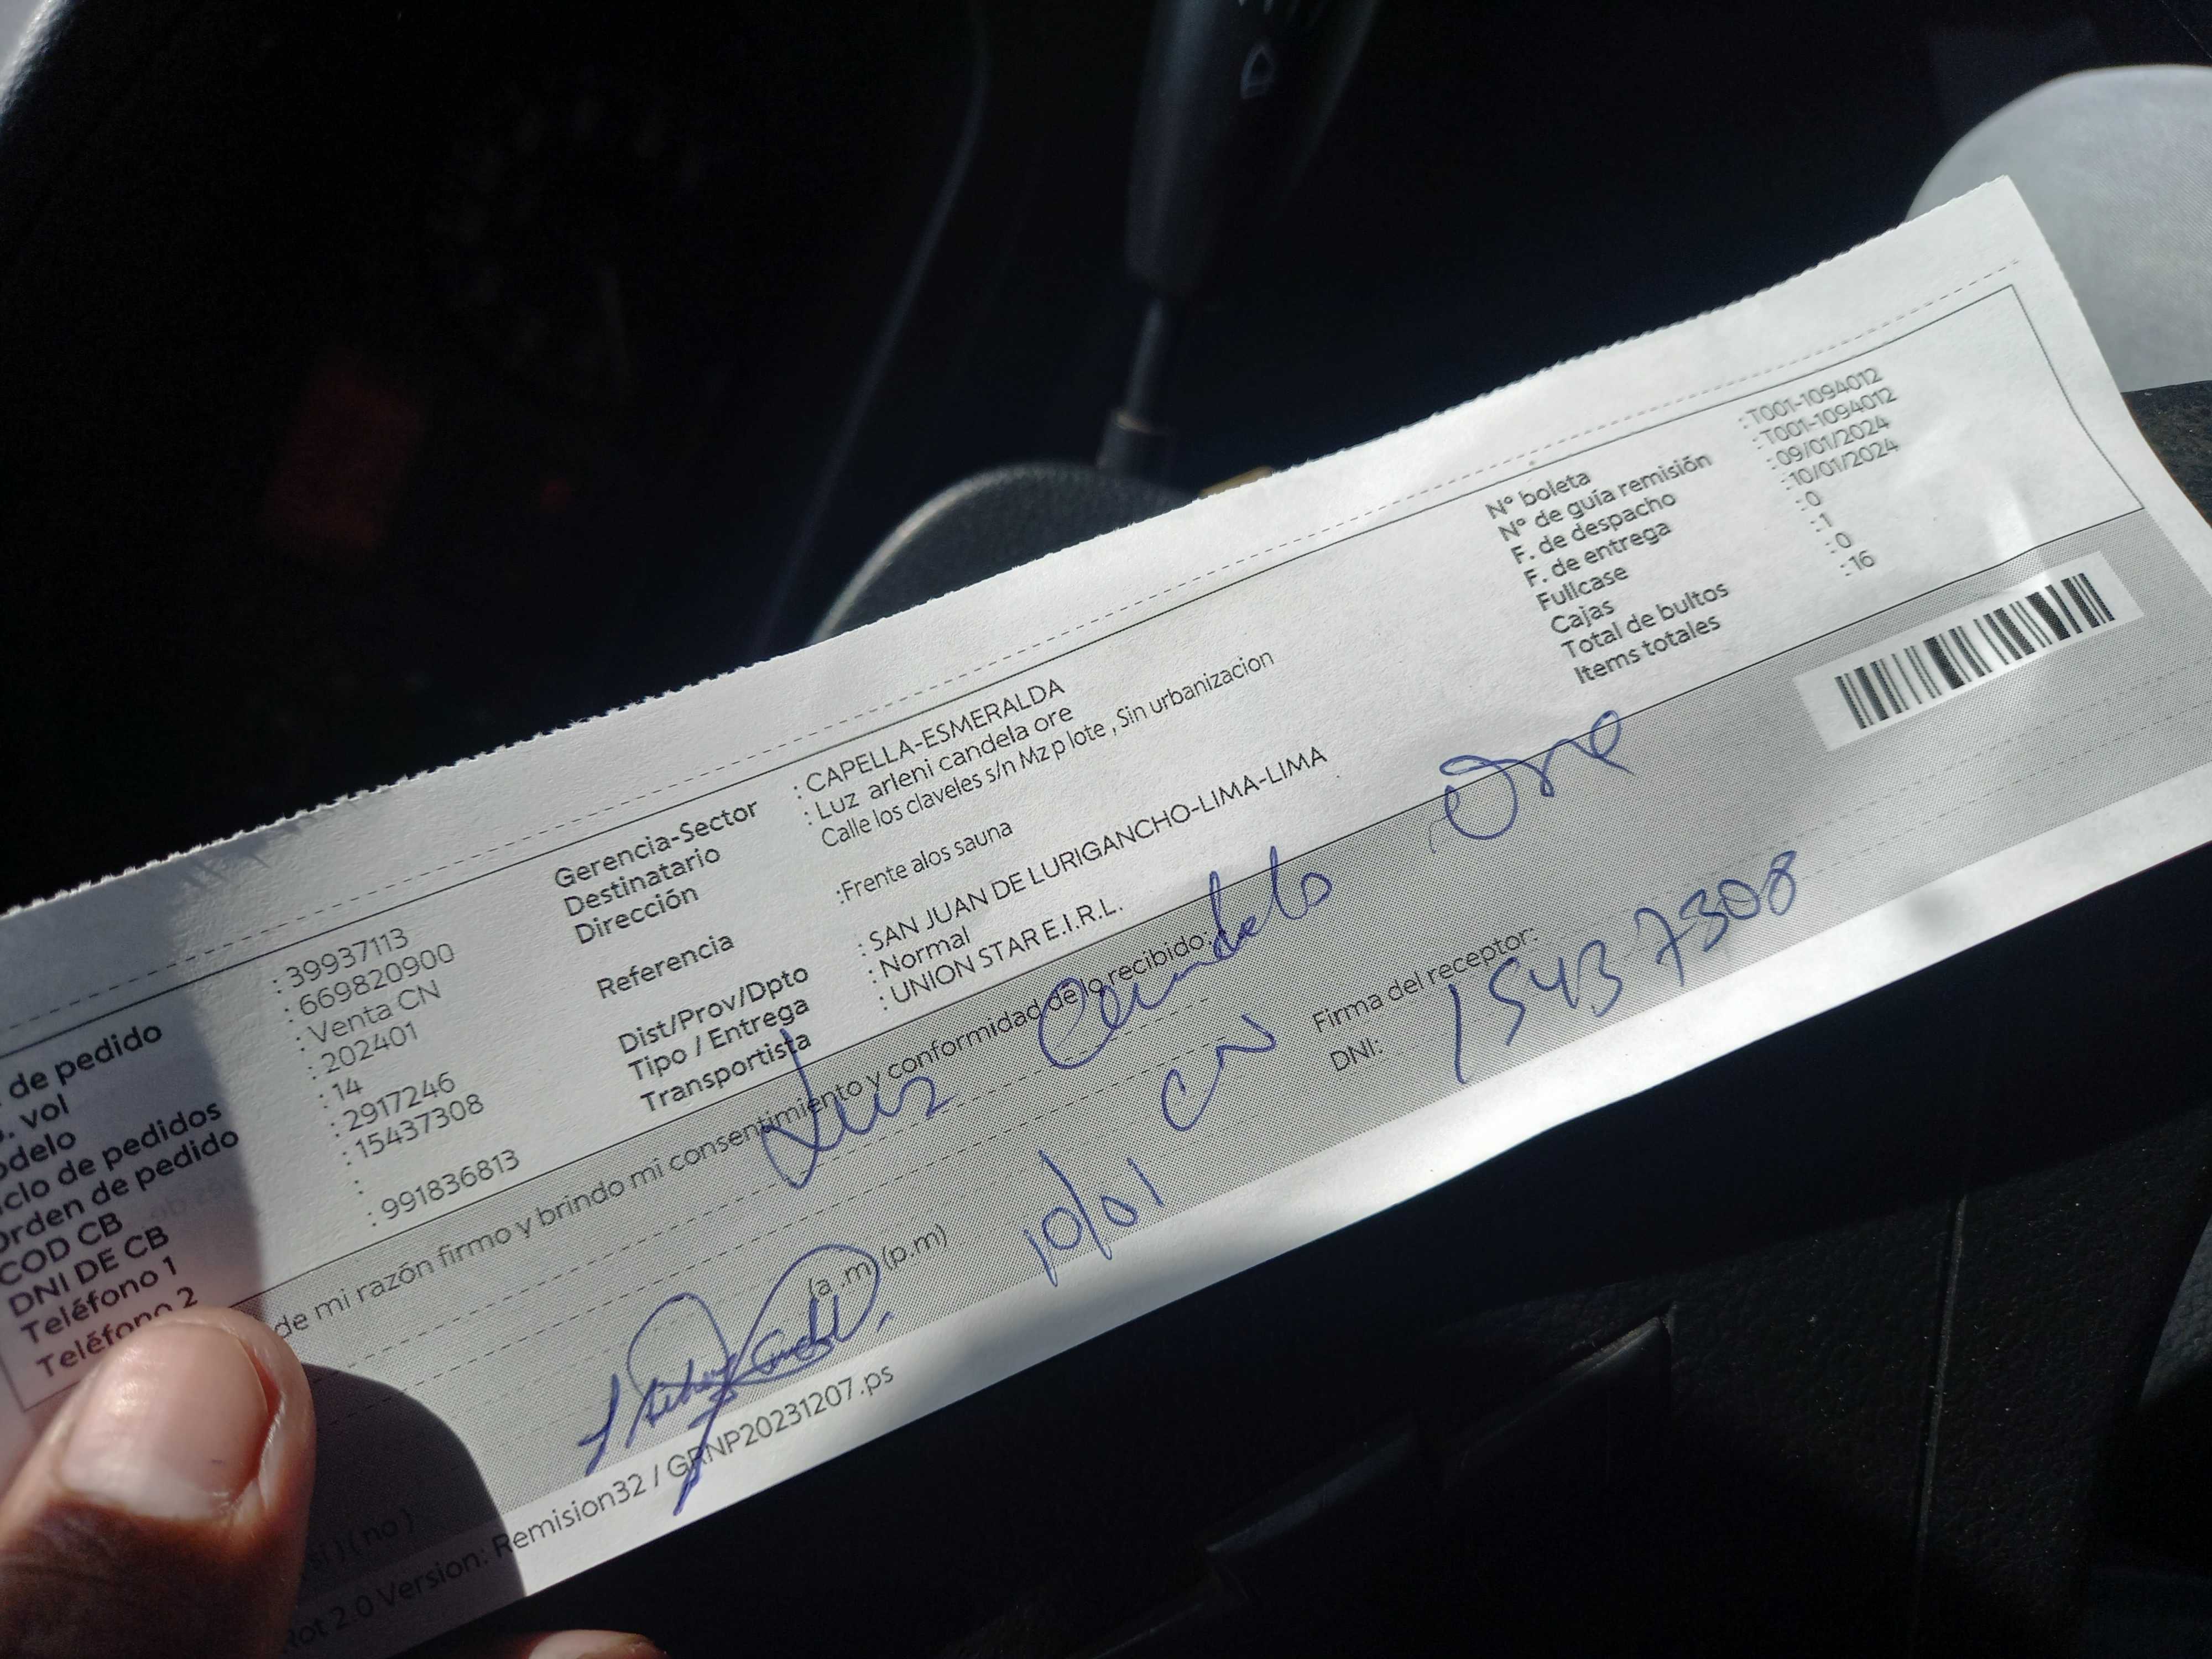 de pedido : 39937113
. vol : 669820900
odelo : Venta CN
clo de pedidos : 202401
Orden de pedido : 14
COD CB : 2917246
DNI DE CB : 15437308
Teléfono 1 :
Teléfono 2 : 991836813
Gerencia-Sector : CAPELLA-ESMERALDA
Destinatario : Luz arleni candela ore
Dirección Calle los claveles s/n Mz p lote , Sin urbanizacion
Referencia :Frente alos sauna
Dist/Prov/Dpto : SAN JUAN DE LURIGANCHO-LIMA-LIMA
Tipo / Entrega : Normal
Transportista : UNION STAR E.I.R.L.
N° boleta : T001-1094012
N° de guía remisión : T001-1094012
F. de despacho : 09/01/2024
F. de entrega : 10/01/2024
Fullcase : 0
Cajas : 1
Total de bultos : 0
Items totales : 16
de mi razón firmo y brindo mi consentimiento y conformidad de lo recibido:
Luz Candela Ore
(a .m) (p.m)
10/01
Firma del receptor:
DNI: 15437308
si ) ( no )
Rot 2.0 Version: Remision32 / GRNP20231207.ps